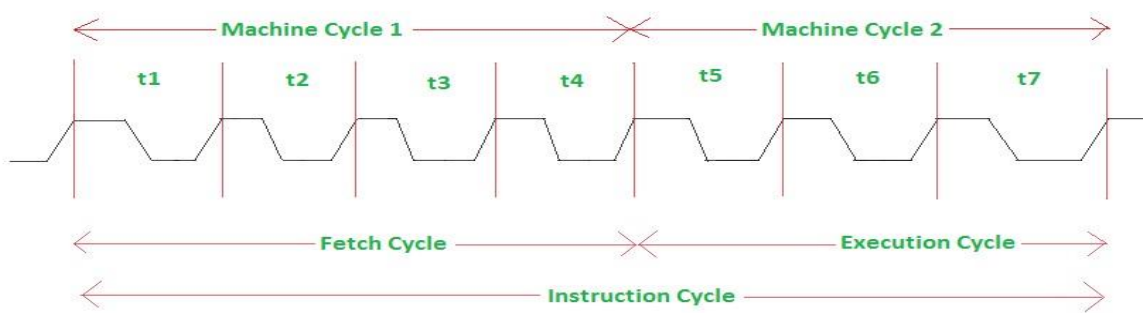 Machine Cycle 1
Machine Cycle 2
t1
t2
t3
t4
t5
t6
t7
Fetch Cycle
Execution Cycle
Instruction Cycle